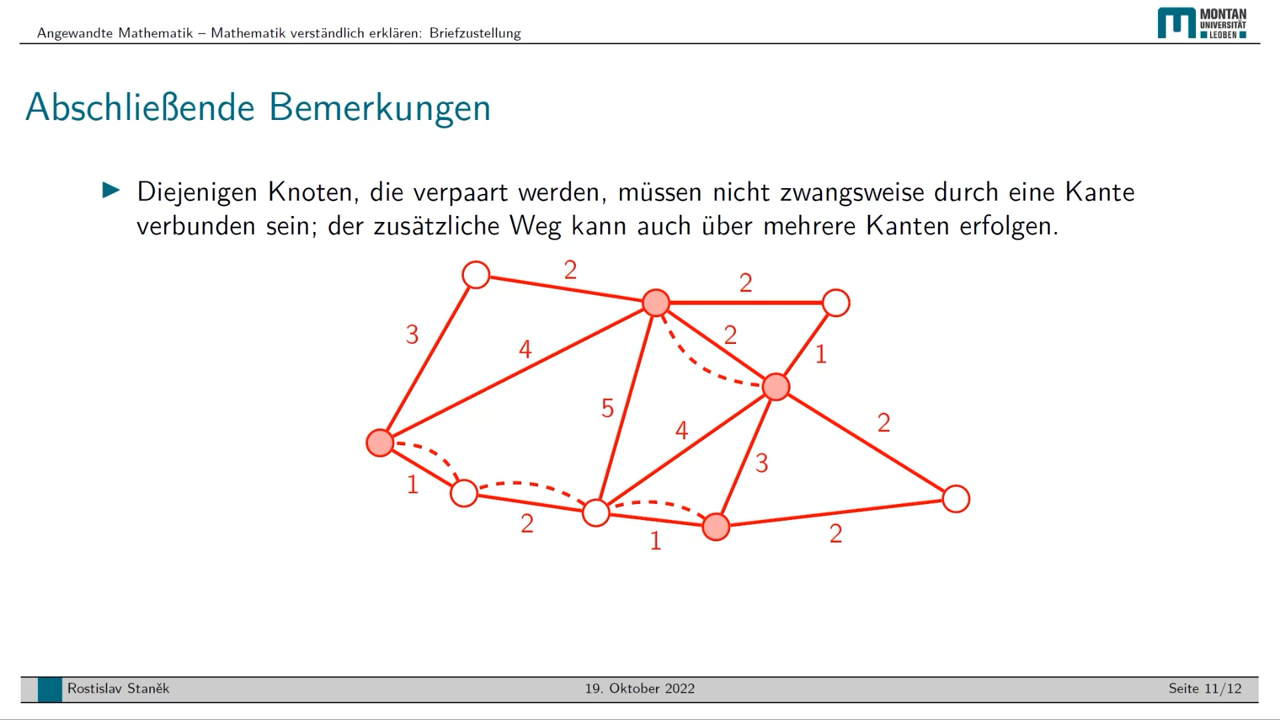 Angewandte Mathematik – Mathematik verständlich erklären: Briefzustellung
MONTAN
UNIVERSITÄT
LEOBEN
Abschließende Bemerkungen
Diejenigen Knoten, die verpaart werden, müssen nicht zwangsweise durch eine Kante
verbunden sein; der zusätzliche Weg kann auch über mehrere Kanten erfolgen.
2
2
3
2
4
1
5
4
2
3
1
2
1
2
Rostislav Staněk
19. Oktober 2022
Seite 11/12